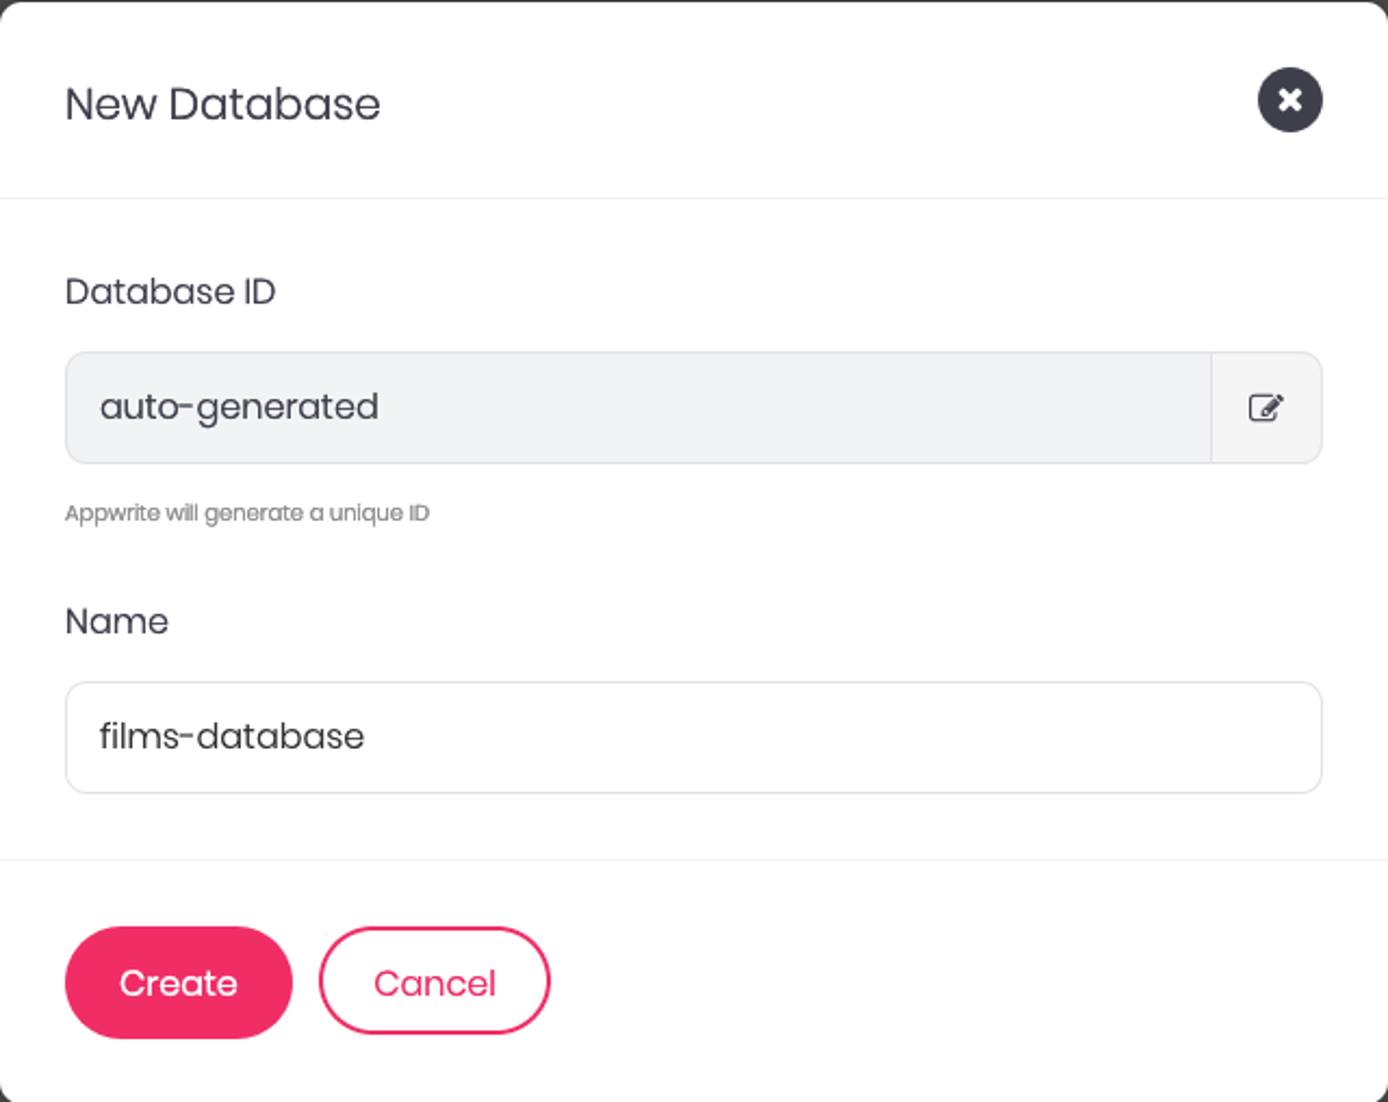 New Database
Database ID
auto-generated
Appwrite will generate a unique ID
Name
films-database
Create
Cancel